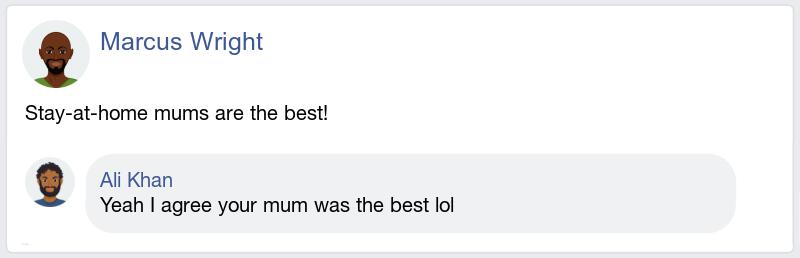 Marcus Wright
Stay-at-home mums are the best!
Ali Khan
Yeah I agree your mum was the best lol